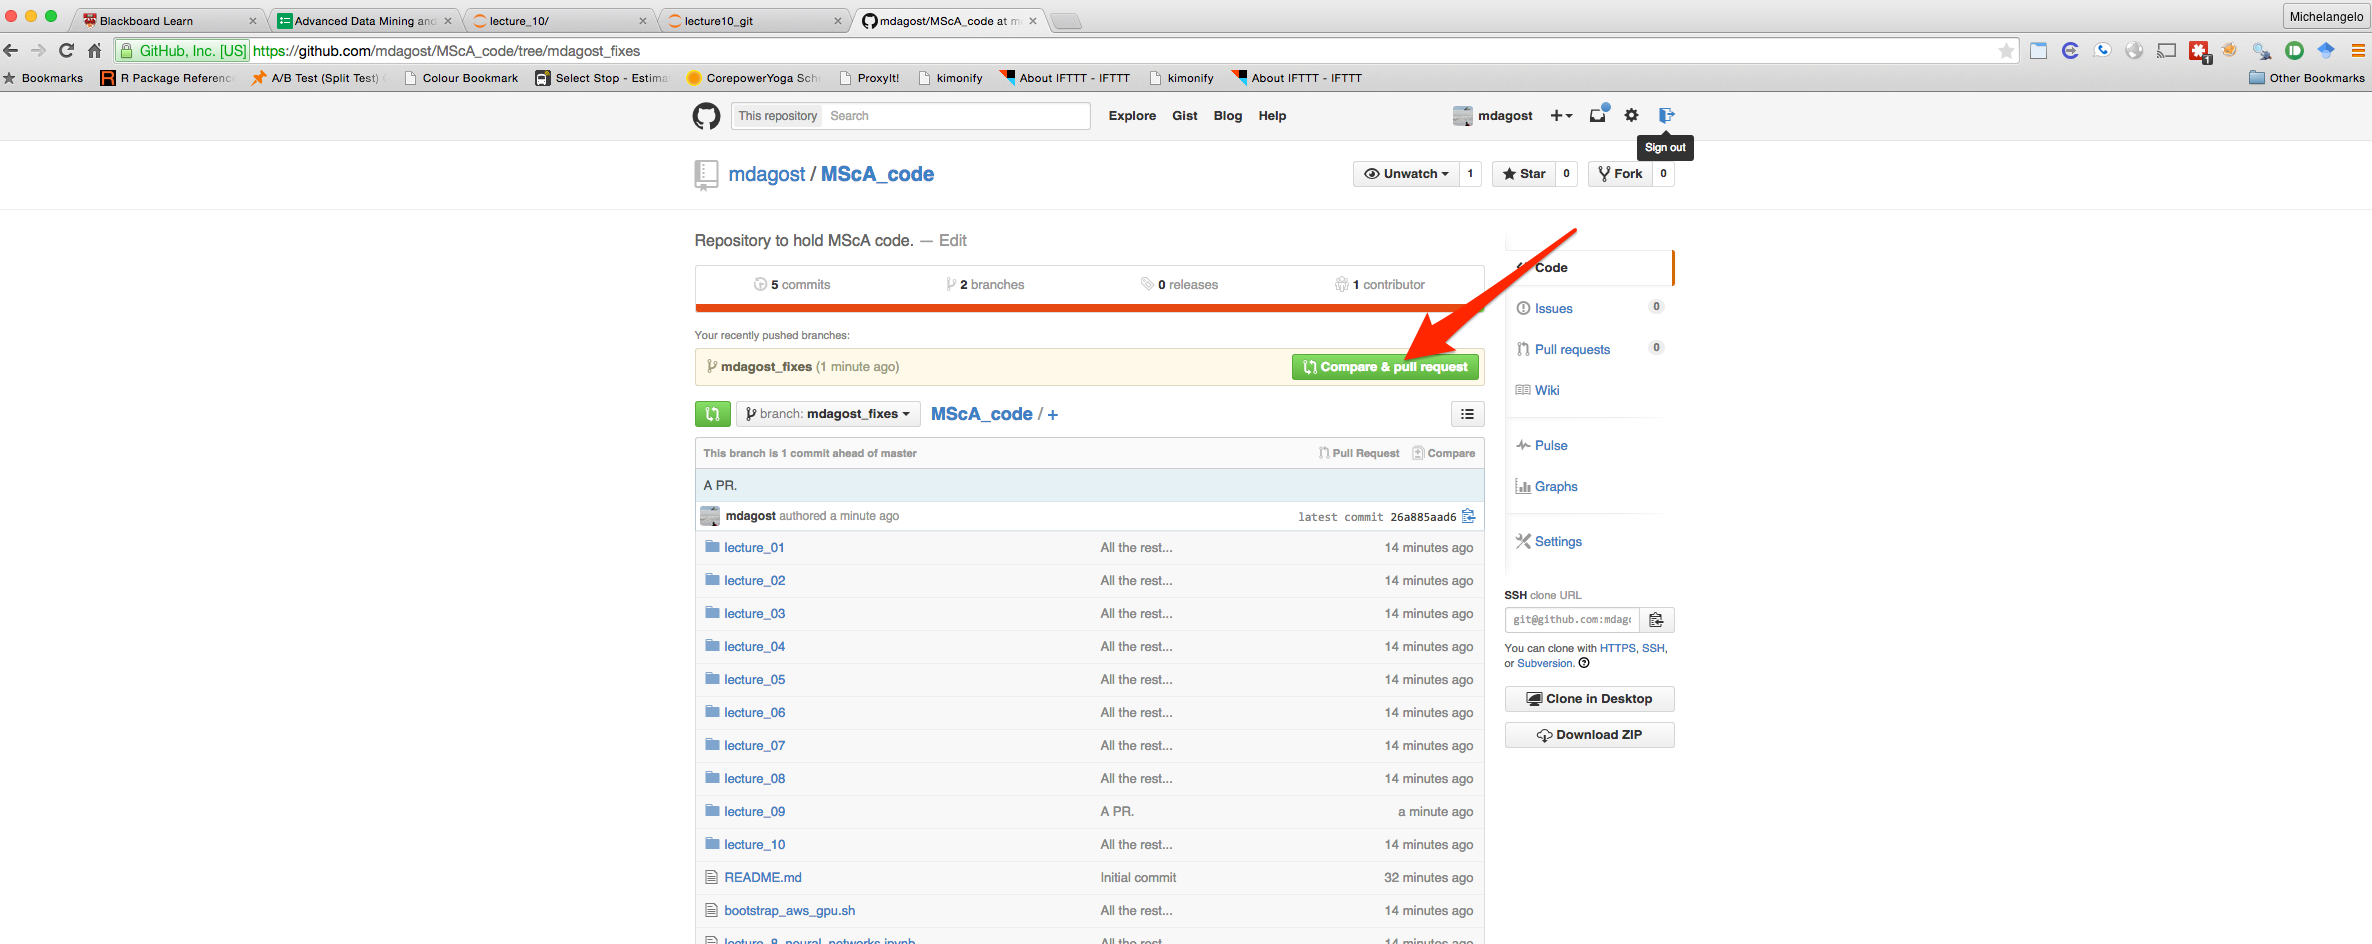 Blackboard Learn
Advanced Data Mining and
lecture_10/
lecture10_git
mdagost/MScA_code at m
Michelangelo
GitHub, Inc. [US] https://github.com/mdagost/MScA_code/tree/mdagost_fixes
1
Bookmarks R Package Reference A/B Test (Split Test) Colour Bookmark Select Stop - Estima CorepowerYoga Sch ProxyIt! kimonify About IFTTT - IFTTT kimonify About IFTTT - IFTTT Other Bookmarks
This repository Search Explore Gist Blog Help mdagost
Sign out
mdagost / MScA_code
Unwatch 1 Star 0 Fork 0
Repository to hold MScA code. — Edit
5 commits 2 branches 0 releases 1 contributor
Your recently pushed branches:
mdagost_fixes (1 minute ago) Compare & pull request
branch: mdagost_fixes MScA_code / +
This branch is 1 commit ahead of master Pull Request Compare
A PR.
mdagost authored a minute ago latest commit 26a885aad6
lecture_01 All the rest... 14 minutes ago
lecture_02 All the rest... 14 minutes ago
lecture_03 All the rest... 14 minutes ago
lecture_04 All the rest... 14 minutes ago
lecture_05 All the rest... 14 minutes ago
lecture_06 All the rest... 14 minutes ago
lecture_07 All the rest... 14 minutes ago
lecture_08 All the rest... 14 minutes ago
lecture_09 A PR. a minute ago
lecture_10 All the rest... 14 minutes ago
README.md Initial commit 32 minutes ago
bootstrap_aws_gpu.sh All the rest... 14 minutes ago
lecture_8_neural_networks.ipynb All the rest... 14 minutes ago
Code
Issues 0
Pull requests 0
Wiki
Pulse
Graphs
Settings
SSH clone URL
git@github.com:mdago
You can clone with HTTPS, SSH,
or Subversion.
Clone in Desktop
Download ZIP